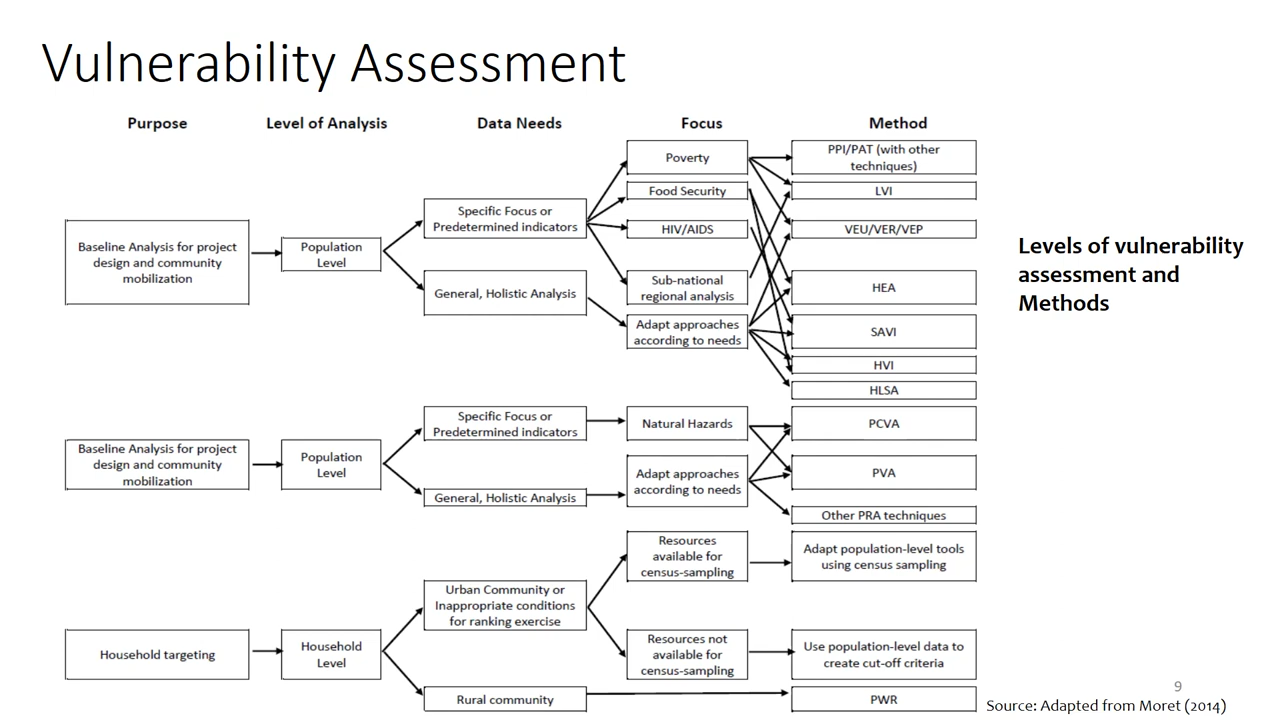 Vulnerability Assessment
Purpose
Level of Analysis
Data Needs
Focus
Method
Baseline Analysis for project
design and community
mobilization
Population
Level
Specific Focus or
Predetermined indicators
General, Holistic Analysis
Poverty
Food Security
HIV/AIDS
Sub-national
regional analysis
Adapt approaches
according to needs
PPI/PAT (with other
techniques)
LVI
VEU/VER/VEP
HEA
SAVI
HVI
HLSA
Levels of vulnerability
assessment and
Methods
Baseline Analysis for project
design and community
mobilization
Population
Level
Specific Focus or
Predetermined indicators
General, Holistic Analysis
Natural Hazards
Adapt approaches
according to needs
PCVA
PVA
Other PRA techniques
Household targeting
Household
Level
Urban Community or
Inappropriate conditions
for ranking exercise
Rural community
Resources
available for
census-sampling
Resources not
available for
census-sampling
Adapt population-level tools
using census sampling
Use population-level data to
create cut-off criteria
PWR
9
Source: Adapted from Moret (2014)